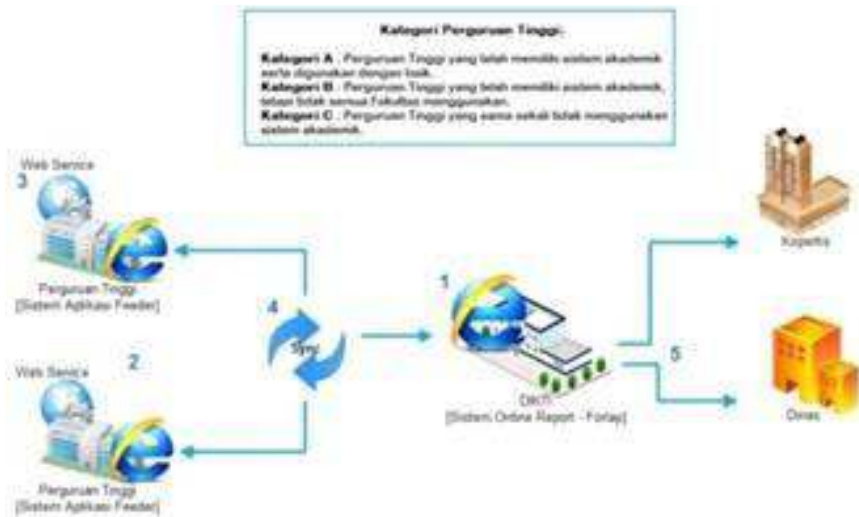 Kategori Perguruan Tinggi:
Kategori A : Perguruan Tinggi yang telah memiliki sistem akademik
serta digunakan dengan baik.
Kategori B : Perguruan Tinggi yang telah memiliki sistem akademik,
tetapi tidak semua Fakultas menggunakan.
Kategori C : Perguruan Tinggi yang sama sekali tidak menggunakan
sistem akademik.
Web Service
3
Perguruan Tinggi
[Sistem Aplikasi Feeder]
4
Sync
1
DIKTI
[Sistem Online Report - Forlap]
Kopertis
5
Dinas
2
Web Service
Perguruan Tinggi
[Sistem Aplikasi Feeder]